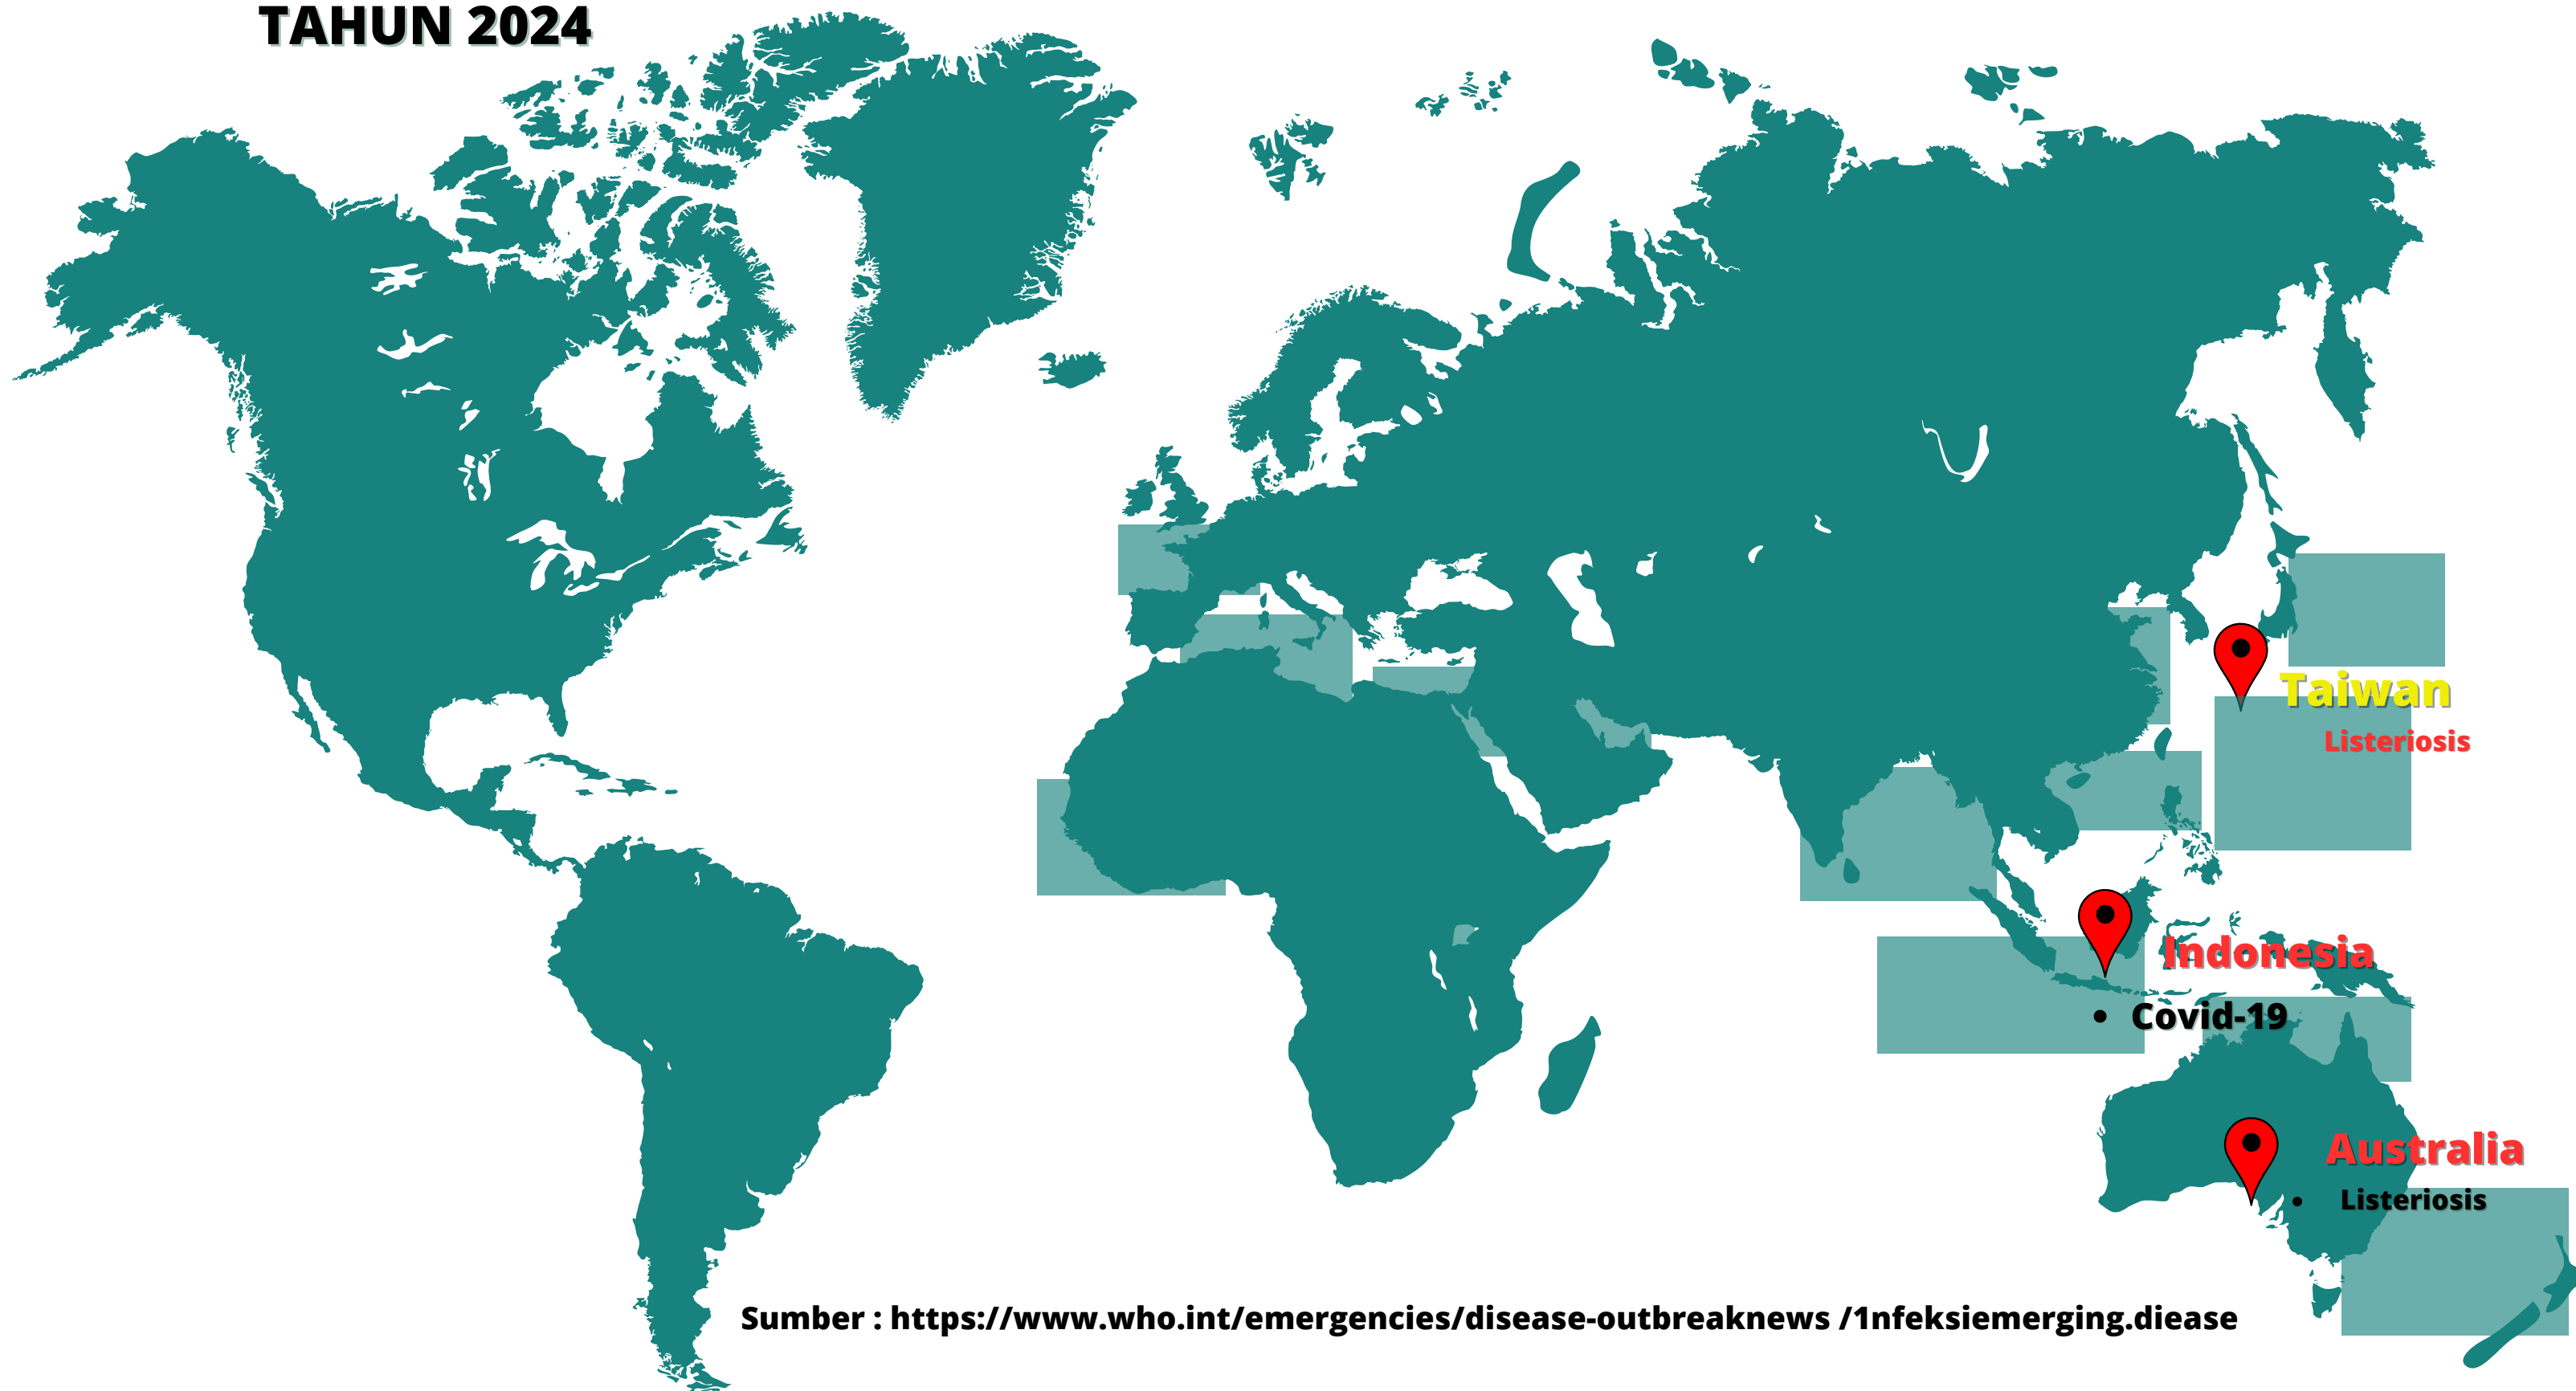 TAHUN 2024
Taiwan
Listeriosis
Indonesia
• Covid-19
Australia
• Listeriosis
Sumber : https://www.who.int/emergencies/disease-outbreaknews /1nfeksiemerging.diease